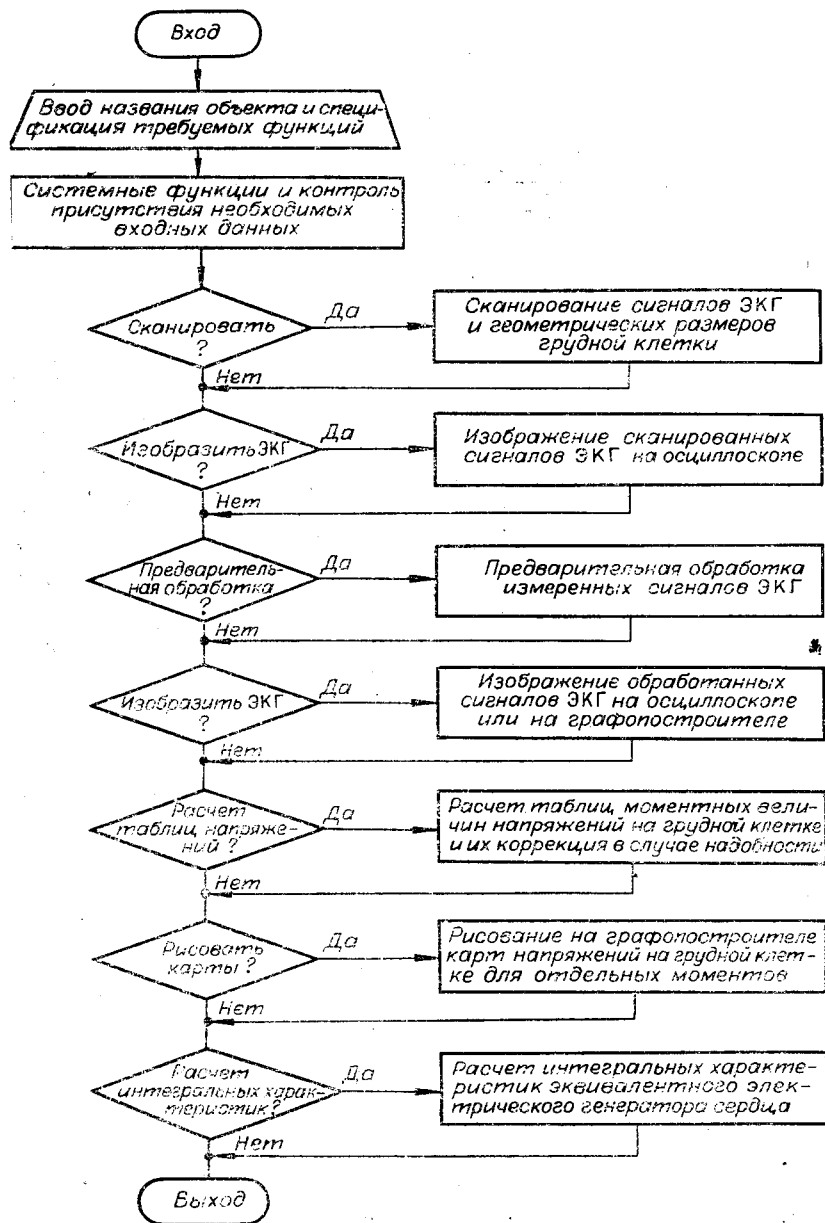 Вход
Ввод названия объекта и специ-
фикация требуемых функций
Системные функции и контроль
присутствия необходимых
входных данных
Сканировать
?
Да
Сканирование сигналов ЭКГ
и геометрических размеров
грудной клетки
Нет
Изобразить ЭКГ
?
Да
Изображение сканированных
сигналов ЭКГ на осциллоскопе
Нет
Предваритель-
ная обработка
?
Да
Предварительная обработка
измеренных сигналов ЭКГ
Нет
Изобразить ЭКГ
?
Да
Изображение обработанных
сигналов ЭКГ на осциллоскопе
или на графопостроителе
Нет
Расчет
таблиц напряже-
ний ?
Да
Расчет таблиц моментных вели-
чин напряжений на грудной клетке
и их коррекция в случае надобности
Нет
Рисовать
карты ?
Да
Рисование на графопостроителе
карт напряжений на грудной клет-
ке для отдельных моментов
Нет
Расчет
интегральных харак-
теристик?
Да
Расчет интегральных характе-
ристик эквивалентного элек-
трического генератора сердца
Нет
Выход